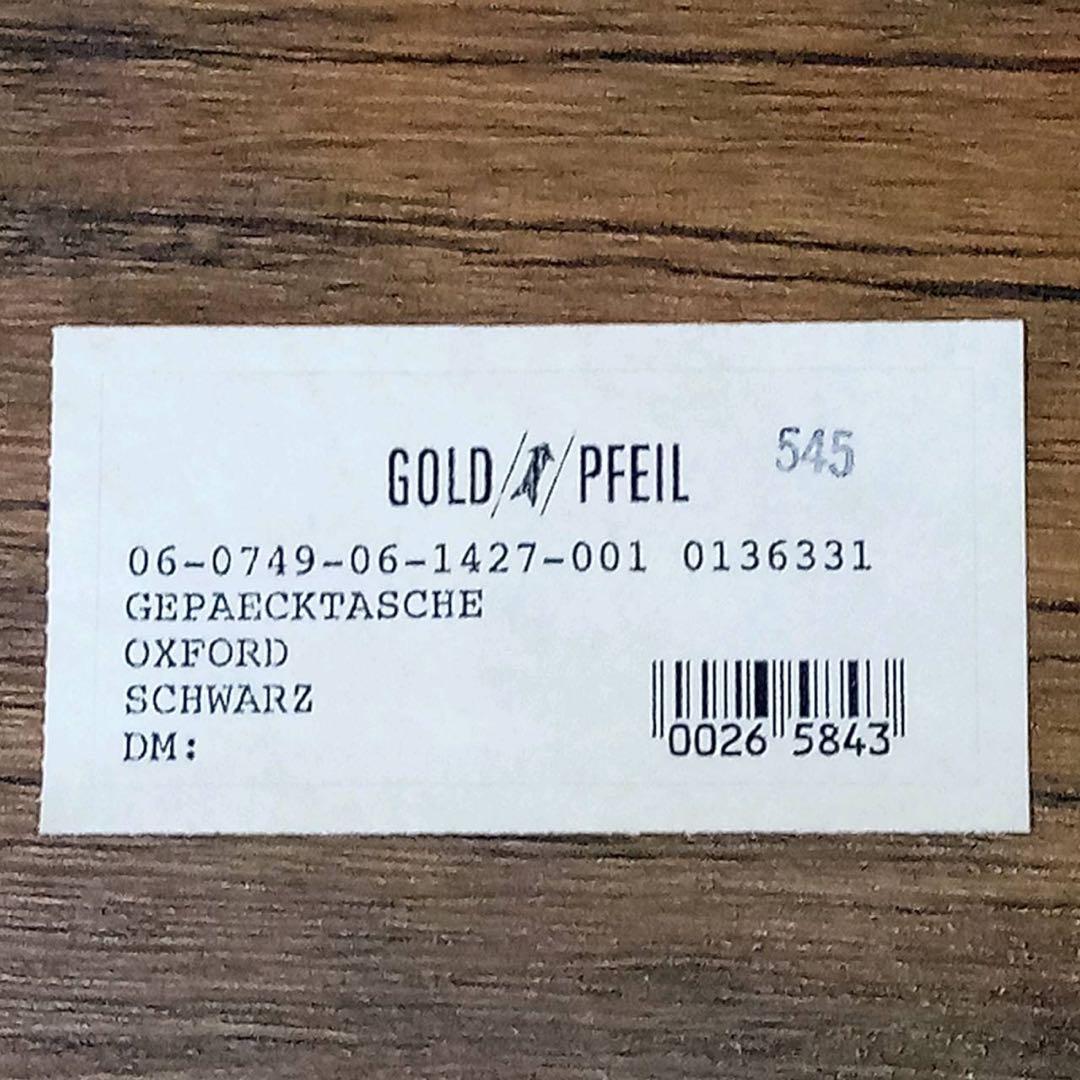 GOLD PFEIL 545
06-0749-06-1427-001 0136331
GEPAECKTASCHE
OXFORD
SCHWARZ
DM:
0026 5843